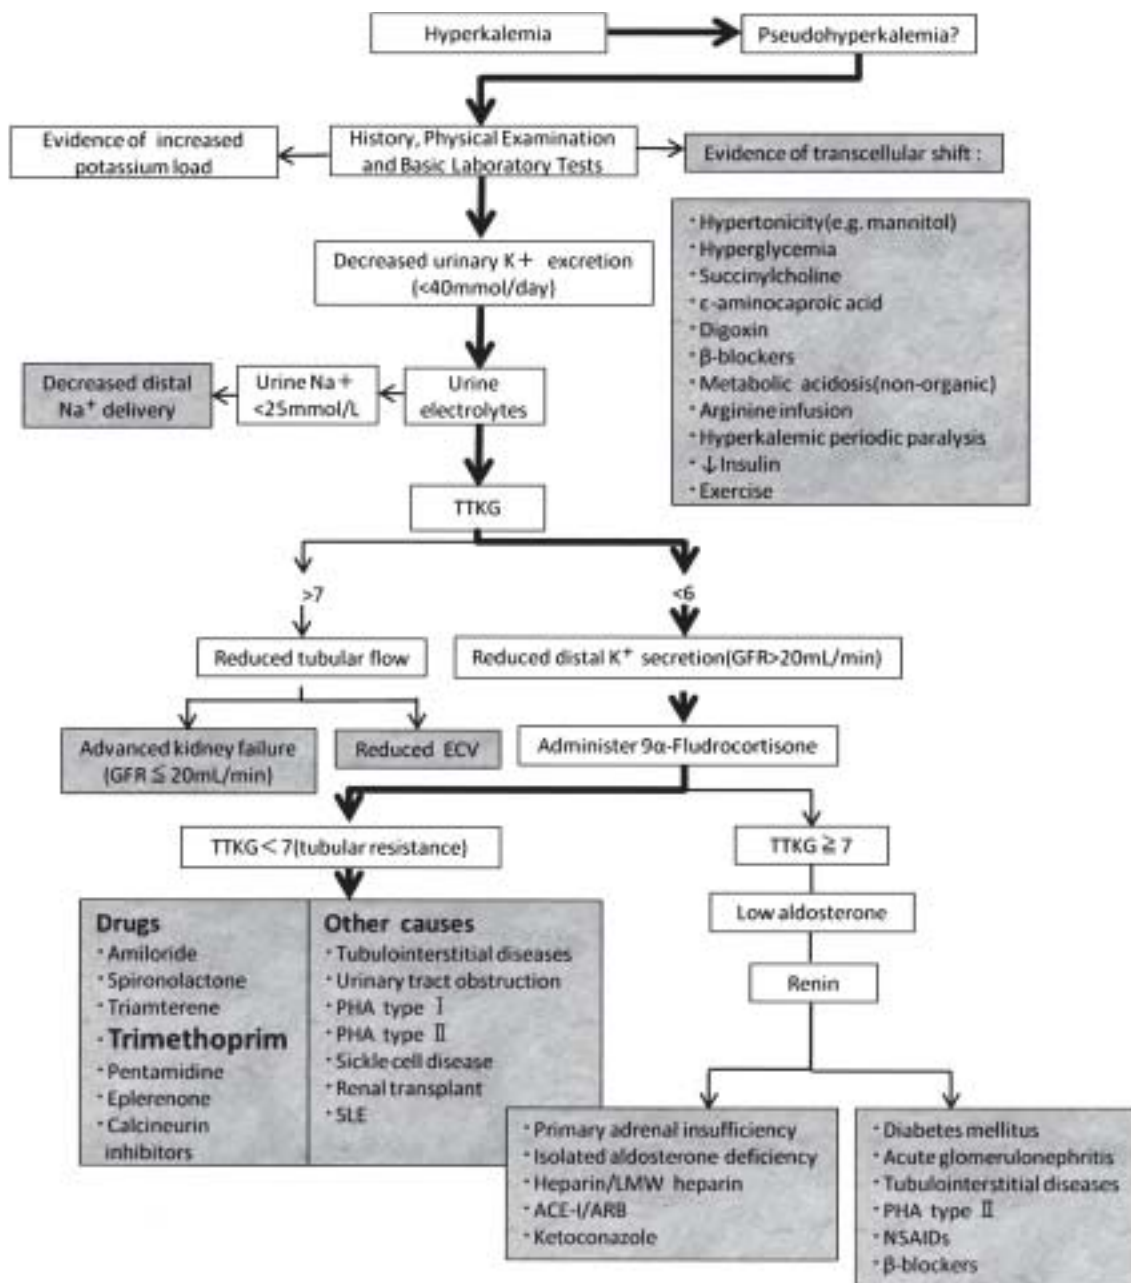 Hyperkalemia
Pseudohyperkalemia?
Evidence of increased
potassium load
History, Physical Examination
and Basic Laboratory Tests
Evidence of transcellular shift :
・Hypertonicity(e.g. mannitol)
・Hyperglycemia
・Succinylcholine
・ε-aminocaproic acid
・Digoxin
・β-blockers
・Metabolic acidosis(non-organic)
・Arginine infusion
・Hyperkalemic periodic paralysis
・↓Insulin
・Exercise
Decreased urinary K+ excretion
(<40mmol/day)
Decreased distal
Na⁺ delivery
Urine Na+
<25mmol/L
Urine
electrolytes
TTKG
>7
<6
Reduced tubular flow
Reduced distal K⁺ secretion(GFR>20mL/min)
Advanced kidney failure
(GFR≦20mL/min)
Reduced ECV
Administer 9α-Fludrocortisone
TTKG<7(tubular resistance)
TTKG≧7
Low aldosterone
Renin
Drugs
・Amiloride
・Spironolactone
・Triamterene
・Trimethoprim
・Pentamidine
・Eplerenone
・Calcineurin
inhibitors
Other causes
・Tubulointerstitial diseases
・Urinary tract obstruction
・PHA type Ⅰ
・PHA type Ⅱ
・Sickle cell disease
・Renal transplant
・SLE
・Primary adrenal insufficiency
・Isolated aldosterone deficiency
・Heparin/LMW heparin
・ACE-I/ARB
・Ketoconazole
・Diabetes mellitus
・Acute glomerulonephritis
・Tubulointerstitial diseases
・PHA type Ⅱ
・NSAIDs
・β-blockers